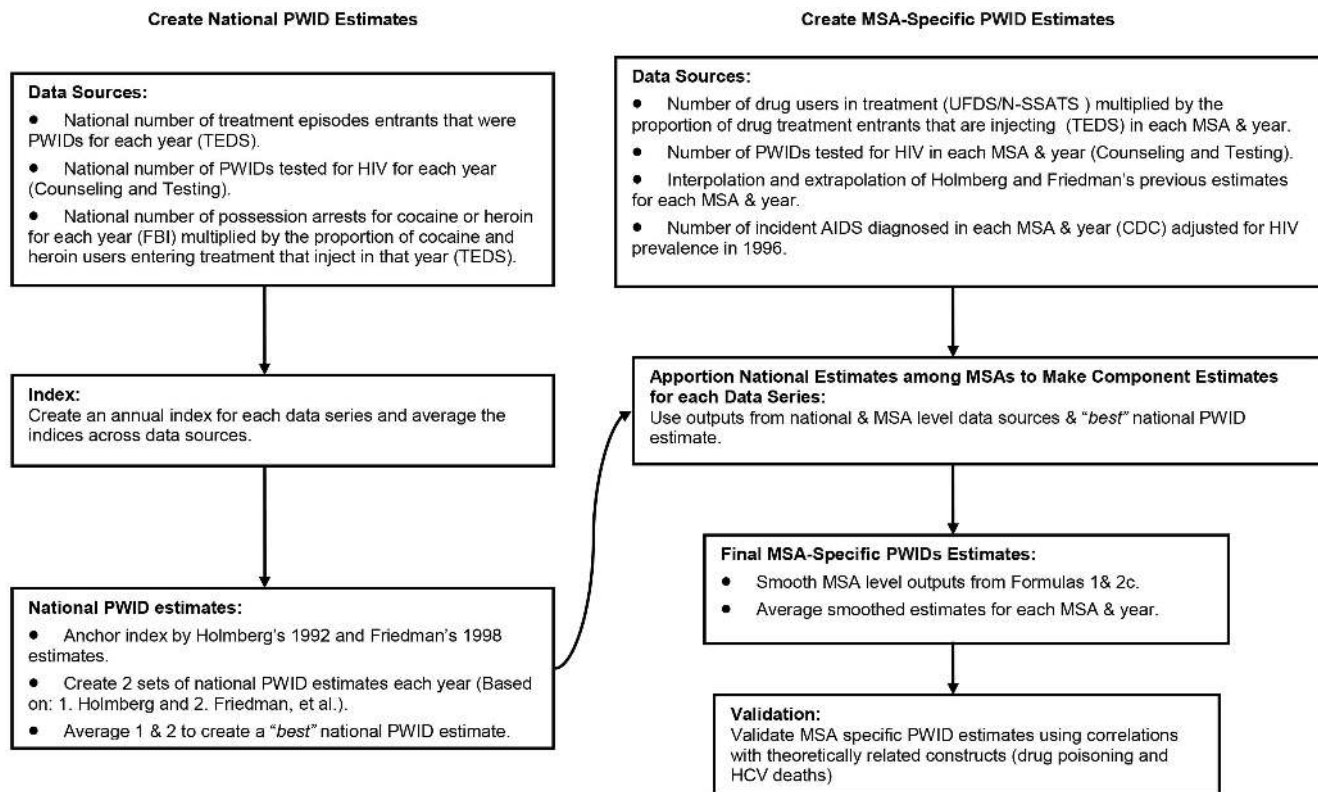 Create National PWID Estimates
Data Sources:
● National number of treatment episodes entrants that were
PWIDs for each year (TEDS).
● National number of PWIDs tested for HIV for each year
(Counseling and Testing).
● National number of possession arrests for cocaine or heroin
for each year (FBI) multiplied by the proportion of cocaine and
heroin users entering treatment that inject in that year (TEDS).
Index:
Create an annual index for each data series and average the
indices across data sources.
National PWID estimates:
● Anchor index by Holmberg's 1992 and Friedman's 1998
estimates.
● Create 2 sets of national PWID estimates each year (Based
on: 1. Holmberg and 2. Friedman, et al.).
● Average 1 & 2 to create a "best" national PWID estimate.
Create MSA-Specific PWID Estimates
Data Sources:
● Number of drug users in treatment (UFDS/N-SSATS ) multiplied by the
proportion of drug treatment entrants that are injecting (TEDS) in each MSA & year.
● Number of PWIDs tested for HIV in each MSA & year (Counseling and Testing).
● Interpolation and extrapolation of Holmberg and Friedman's previous estimates
for each MSA & year.
● Number of incident AIDS diagnosed in each MSA & year (CDC) adjusted for HIV
prevalence in 1996.
Apportion National Estimates among MSAs to Make Component Estimates
for each Data Series:
Use outputs from national & MSA level data sources & "best" national PWID
estimate.
Final MSA-Specific PWIDs Estimates:
● Smooth MSA level outputs from Formulas 1& 2c.
● Average smoothed estimates for each MSA & year.
Validation:
Validate MSA specific PWID estimates using correlations
with theoretically related constructs (drug poisoning and
HCV deaths)